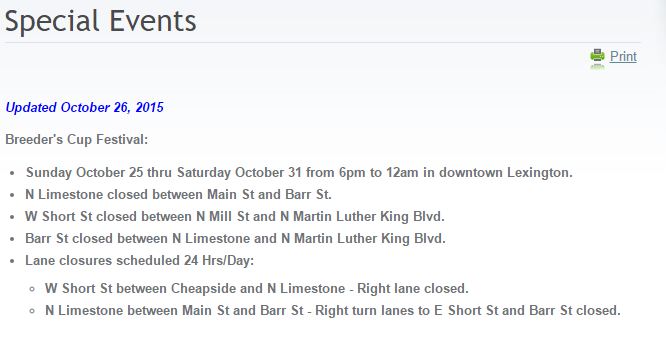 Special Events
Print
Updated October 26, 2015
Breeder's Cup Festival:
Sunday October 25 thru Saturday October 31 from 6pm to 12am in downtown Lexington.
N Limestone closed between Main St and Barr St.
W Short St closed between N Mill St and N Martin Luther King Blvd.
Barr St closed between N Limestone and N Martin Luther King Blvd.
Lane closures scheduled 24 Hrs/Day:
W Short St between Cheapside and N Limestone - Right lane closed.
N Limestone between Main St and Barr St - Right turn lanes to E Short St and Barr St closed.